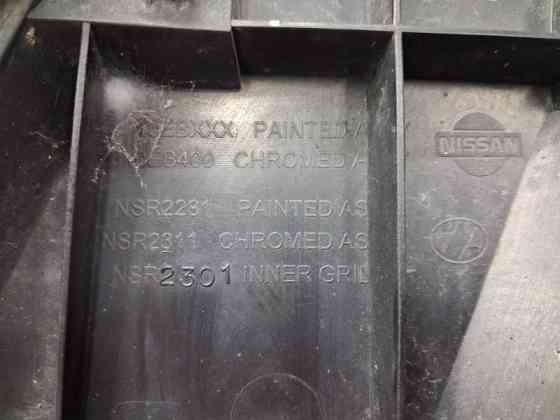 PAINTED
CHROMED
NISSAN
NSR2231 PAINTED AS
NSR2311 CHROMED AS
NSR2301 INNER GRIL